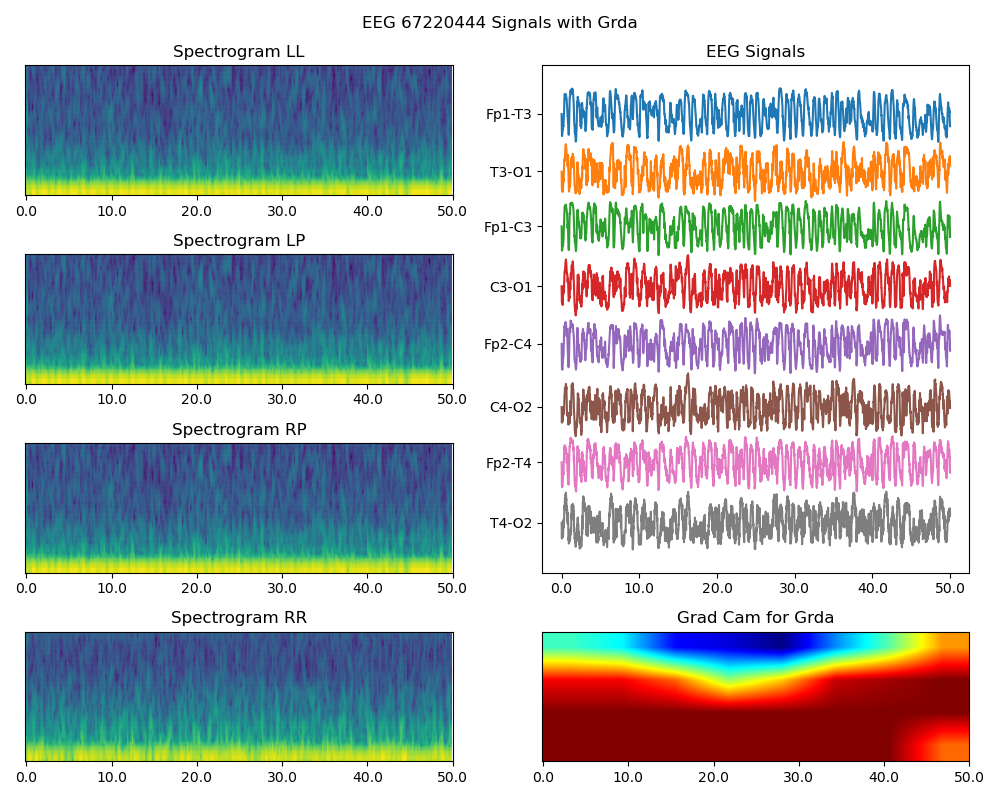 EEG 67220444 Signals with Grda
Spectrogram LL
0.0 10.0 20.0 30.0 40.0 50.0
Spectrogram LP
0.0 10.0 20.0 30.0 40.0 50.0
Spectrogram RP
0.0 10.0 20.0 30.0 40.0 50.0
Spectrogram RR
0.0 10.0 20.0 30.0 40.0 50.0
EEG Signals
Fp1-T3
T3-O1
Fp1-C3
C3-O1
Fp2-C4
C4-O2
Fp2-T4
T4-O2
0.0 10.0 20.0 30.0 40.0 50.0
Grad Cam for Grda
0.0 10.0 20.0 30.0 40.0 50.0